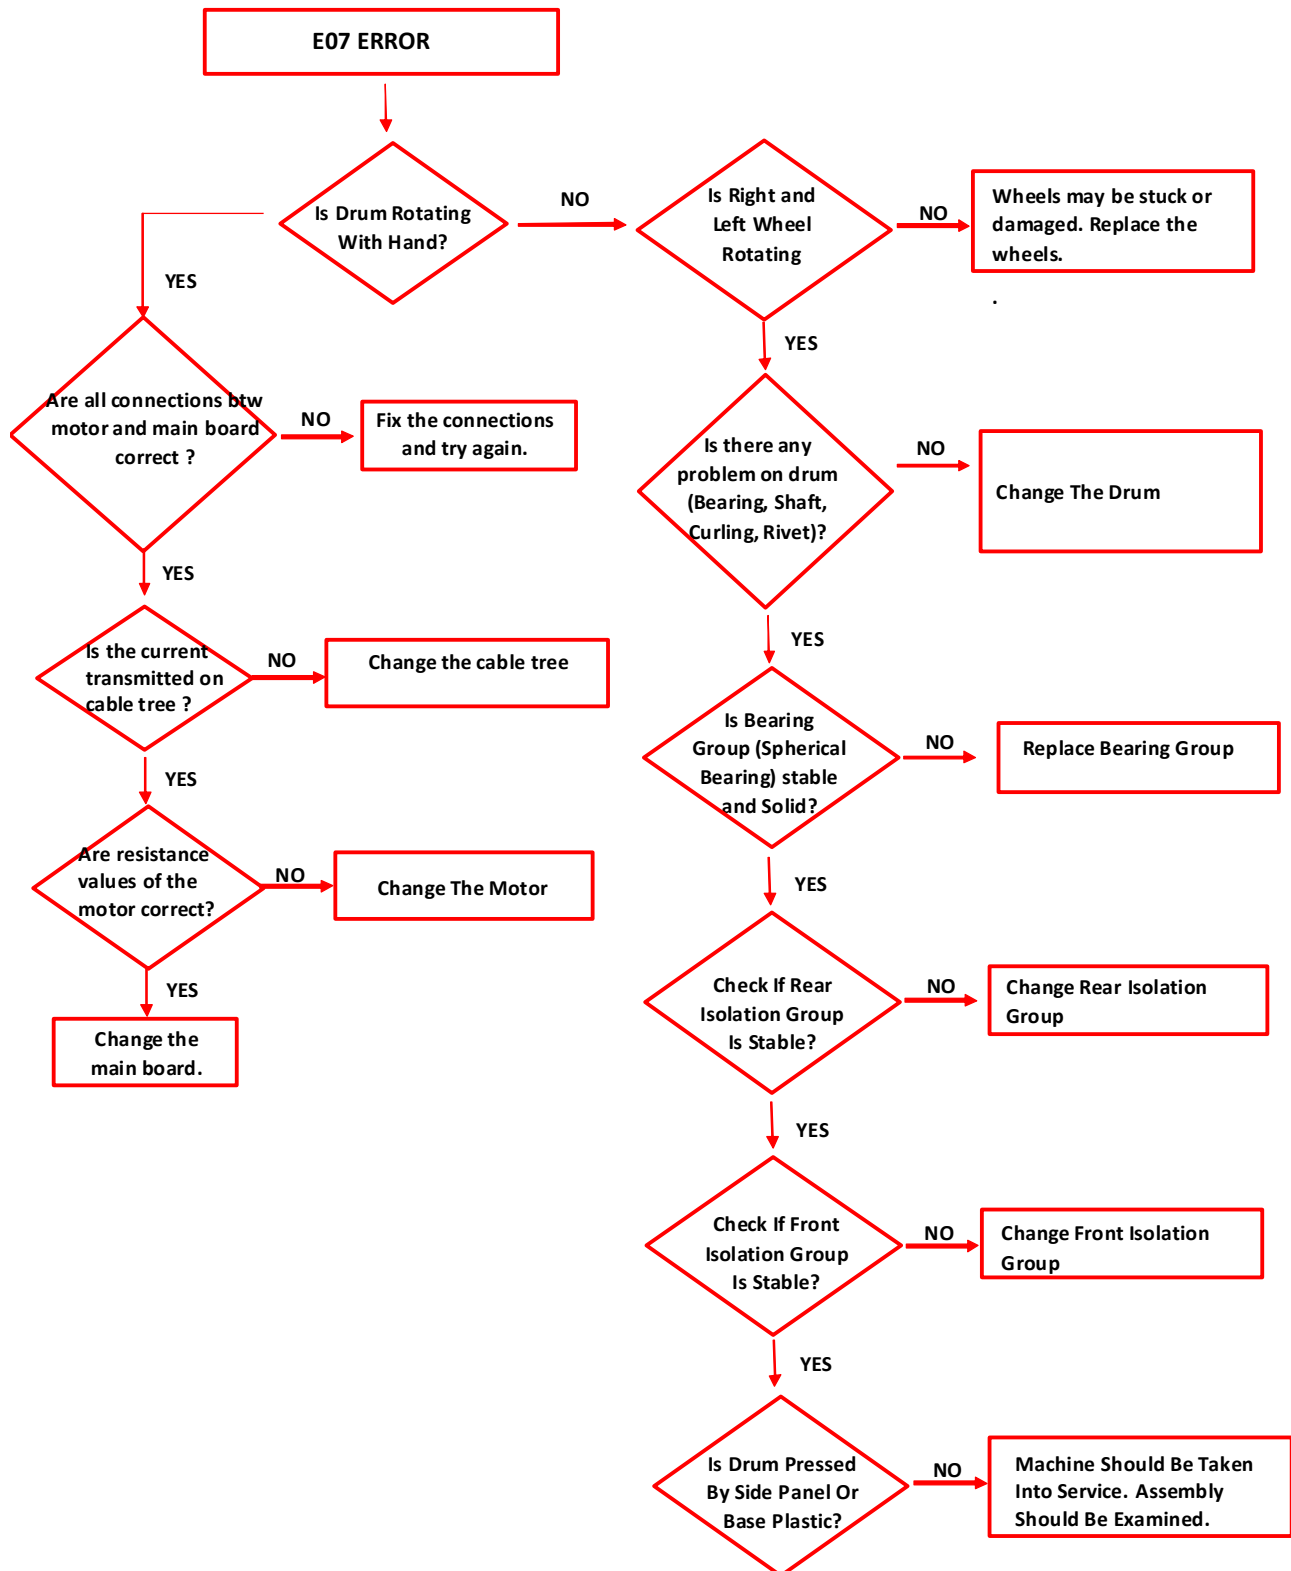 E07 ERROR
Is Drum Rotating
With Hand?
NO
Is Right and
Left Wheel
Rotating
NO
Wheels may be stuck or
damaged. Replace the
wheels.
.
YES
YES
Are all connections btw
motor and main board
correct ?
NO
Fix the connections
and try again.
Is there any
problem on drum
(Bearing, Shaft,
Curling, Rivet)?
NO
Change The Drum
YES
YES
Is the current
transmitted on
cable tree ?
NO
Change the cable tree
Is Bearing
Group (Spherical
Bearing) stable
and Solid?
NO
Replace Bearing Group
YES
YES
Are resistance
values of the
motor correct?
NO
Change The Motor
Check If Rear
Isolation Group
Is Stable?
NO
Change Rear Isolation
Group
YES
Change the
main board.
YES
Check If Front
Isolation Group
Is Stable?
NO
Change Front Isolation
Group
YES
Is Drum Pressed
By Side Panel Or
Base Plastic?
NO
Machine Should Be Taken
Into Service. Assembly
Should Be Examined.